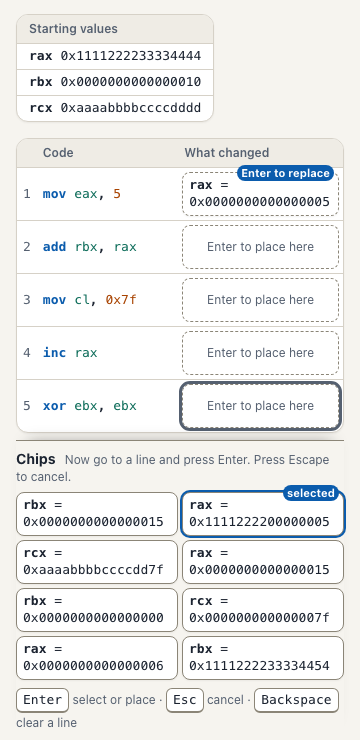 Starting values
rax 0x1111222233334444
rbx 0x0000000000000010
rcx 0xaaaabbbbccccdddd
Code What changed
Enter to replace
1 mov eax, 5 rax =
0x0000000000000005
2 add rbx, rax Enter to place here
3 mov cl, 0x7f Enter to place here
4 inc rax Enter to place here
5 xor ebx, ebx Enter to place here
Chips Now go to a line and press Enter. Press Escape
to cancel.
selected
rbx = rax =
0x0000000000000015 0x1111222200000005
rcx = rax =
0xaaaabbbbccccdd7f 0x0000000000000015
rbx = rcx =
0x0000000000000000 0x000000000000007f
rax = rbx =
0x0000000000000006 0x1111222233334454
Enter select or place · Esc cancel · Backspace
clear a line